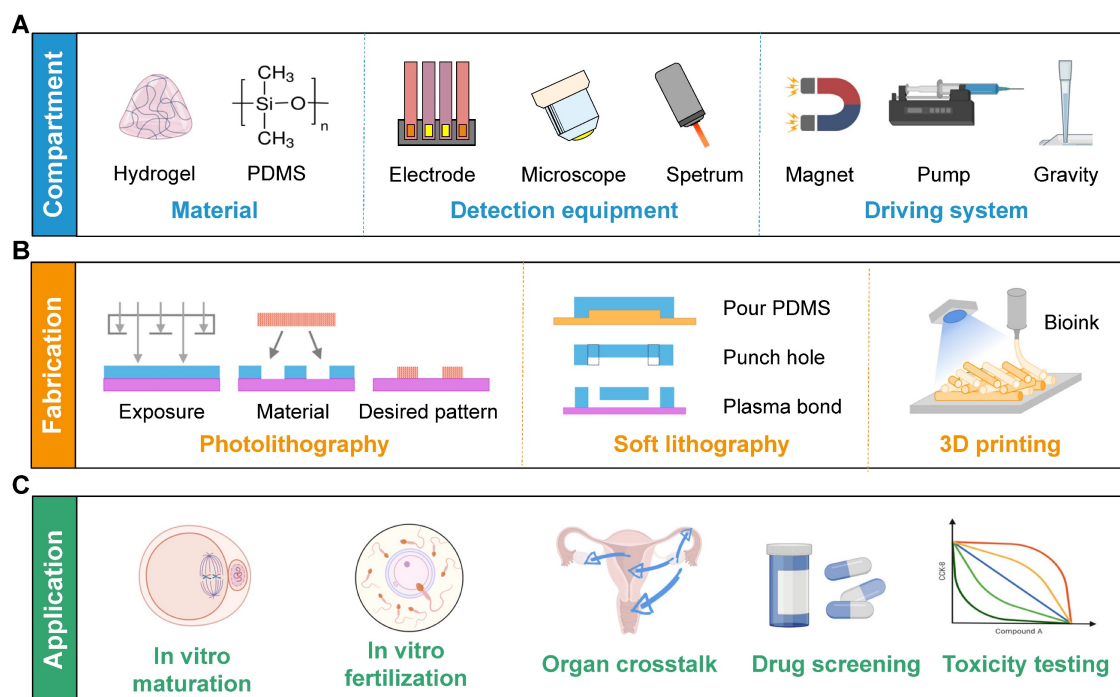 A
Compartment
CH3
Si
O
n
CH3
Hydrogel
PDMS
Material
Electrode
Microscope
Spetrum
Detection equipment
Magnet
Pump
Gravity
Driving system
B
Fabrication
Exposure
Material
Desired pattern
Photolithography
Pour PDMS
Punch hole
Plasma bond
Soft lithography
Bioink
3D printing
C
Application
In vitro
maturation
In vitro
fertilization
Organ crosstalk
Drug screening
CCK-8
Compound A
Toxicity testing